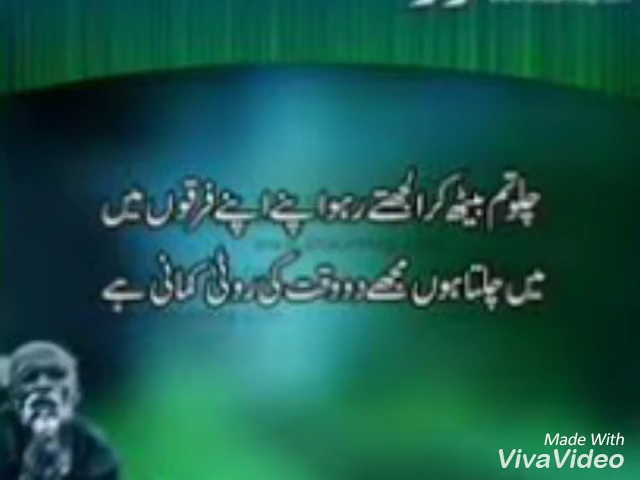 چلو تم بیٹھ کر الجھتے رہو اپنے اپنے فرقوں میں
میں چلتا ہوں مجھے دو وقت کی روٹی کمانی ہے
Made With
VivaVideo